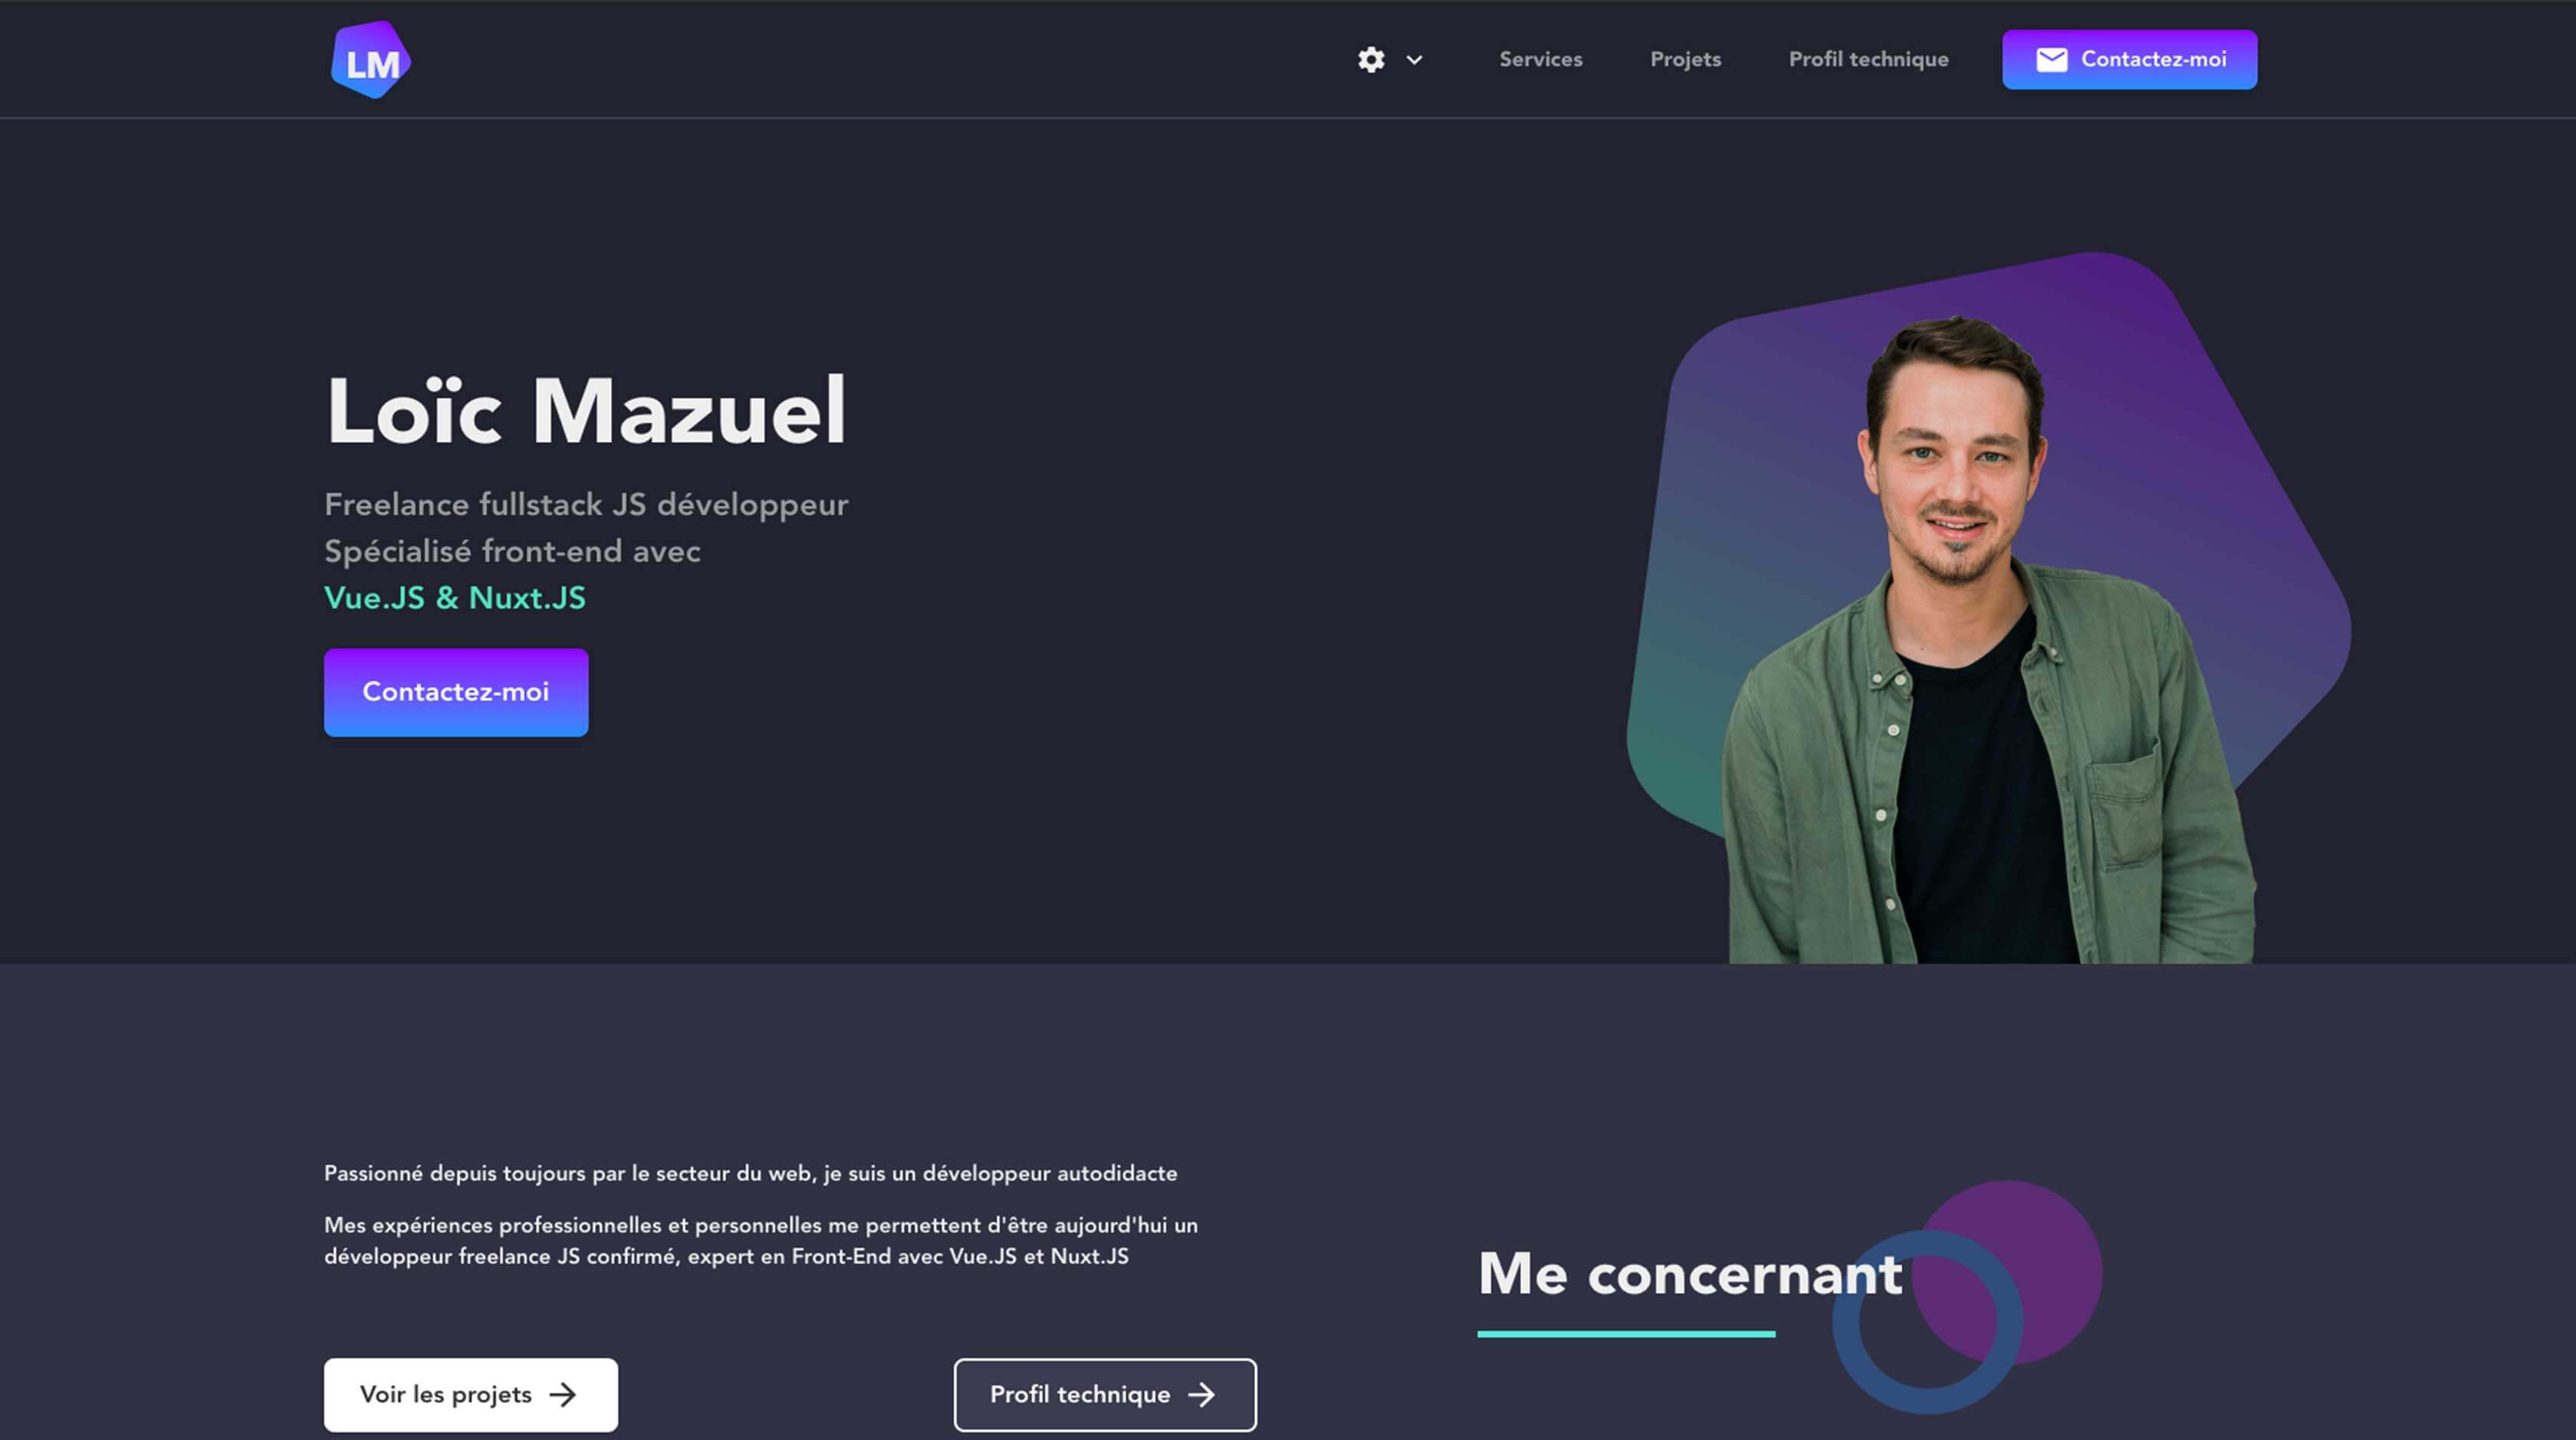 LM
Services
Projets
Profil technique
Contactez-moi
Loïc Mazuel
Freelance fullstack JS développeur
Spécialisé front-end avec
Vue.JS & Nuxt.JS
Contactez-moi
Passionné depuis toujours par le secteur du web, je suis un développeur autodidacte
Mes expériences professionnelles et personnelles me permettent d'être aujourd'hui un
développeur freelance JS confirmé, expert en Front-End avec Vue.JS et Nuxt.JS
Voir les projets
Profil technique
Me concernant